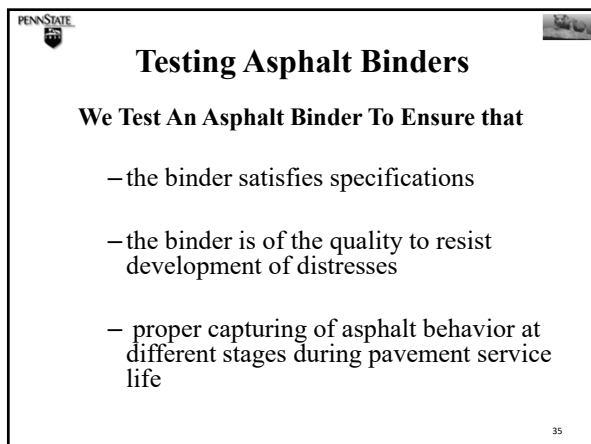 PENNSTATE
Testing Asphalt Binders
We Test An Asphalt Binder To Ensure that
– the binder satisfies specifications
– the binder is of the quality to resist
development of distresses
– proper capturing of asphalt behavior at
different stages during pavement service
life
35